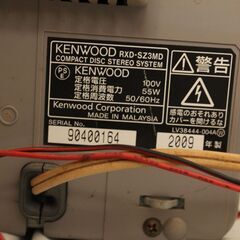 KENWOOD RXD-SZ3MD
COMPACT DISC STEREO SYSTEM
PS E
KENWOOD
定格電圧 100V
定格消費電力 55W
定格周波数 50/60Hz
Kenwood Corporation
MADE IN MALAYSIA
警告
感電のおそれあり
カバーを開けるな
LV38444-004A
SERIAL No.
90400164
2009 年製